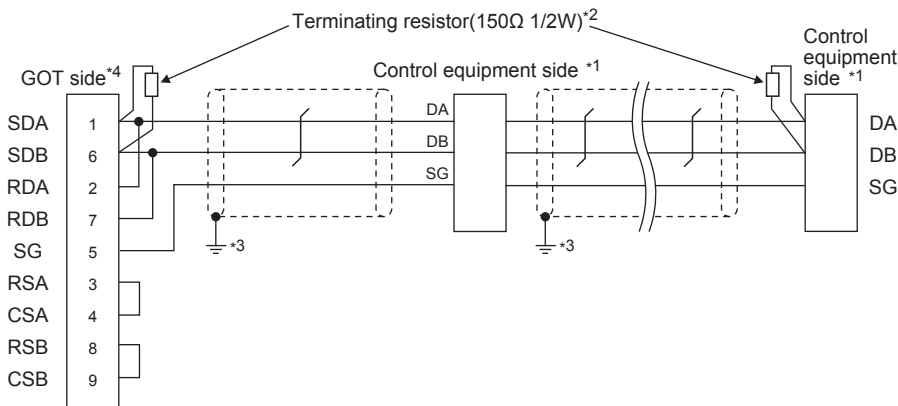 Terminating resistor(150Ω 1/2W)*2
GOT side*4
Control equipment side *1
Control
equipment
side *1
SDA 1
SDB 6
RDA 2
RDB 7
SG 5
RSA 3
CSA 4
RSB 8
CSB 9
DA
DB
SG
*3
*3
DA
DB
SG